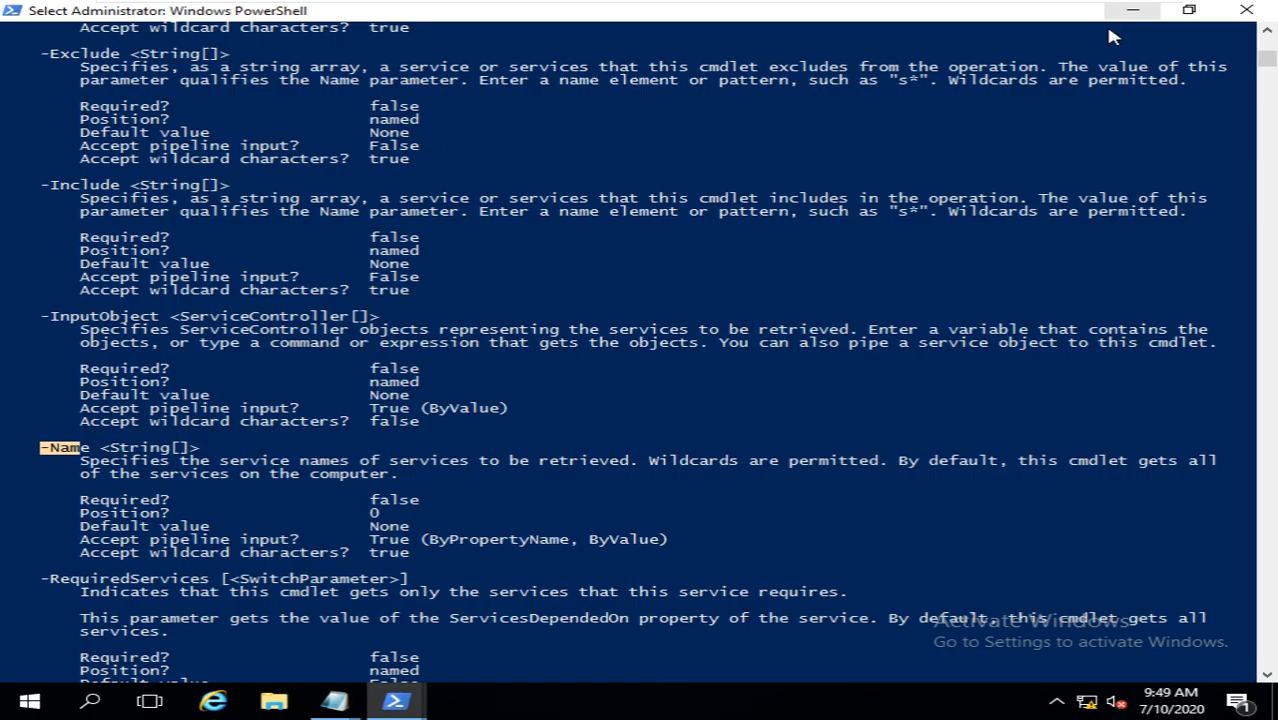 Select Administrator: Windows PowerShell
Accept wildcard characters? true
-Exclude <String[]>
Specifies, as a string array, a service or services that this cmdlet excludes from the operation. The value of this
parameter qualifies the Name parameter. Enter a name element or pattern, such as "s*". Wildcards are permitted.
Required? false
Position? named
Default value None
Accept pipeline input? False
Accept wildcard characters? true
-Include <String[]>
Specifies, as a string array, a service or services that this cmdlet includes in the operation. The value of this
parameter qualifies the Name parameter. Enter a name element or pattern, such as "s*". Wildcards are permitted.
Required? false
Position? named
Default value None
Accept pipeline input? False
Accept wildcard characters? true
-InputObject <ServiceController[]>
Specifies ServiceController objects representing the services to be retrieved. Enter a variable that contains the
objects, or type a command or expression that gets the objects. You can also pipe a service object to this cmdlet.
Required? false
Position? named
Default value None
Accept pipeline input? True (ByValue)
Accept wildcard characters? false
-Name <String[]>
Specifies the service names of services to be retrieved. Wildcards are permitted. By default, this cmdlet gets all
of the services on the computer.
Required? false
Position? 0
Default value None
Accept pipeline input? True (ByPropertyName, ByValue)
Accept wildcard characters? true
-RequiredServices [<SwitchParameter>]
Indicates that this cmdlet gets only the services that this service requires.
This parameter gets the value of the ServicesDependedOn property of the service. By default, this cmdlet gets all
services.
Required? false
Position? named
Default value False
Activate Windows
Go to Settings to activate Windows.
9:49 AM
7/10/2020
1